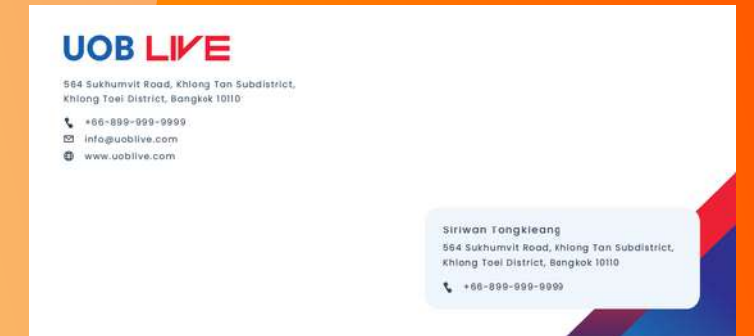 UOB LIVE
564 Sukhumvit Road, Khlong Tan Subdistrict,
Khlong Toei District, Bangkok 10110
+66-899-999-9999
info@uoblive.com
www.uoblive.com
Siriwan Tongkleang
564 Sukhumvit Road, Khlong Tan Subdistrict,
Khlong Toei District, Bangkok 10110
+66-899-999-9999